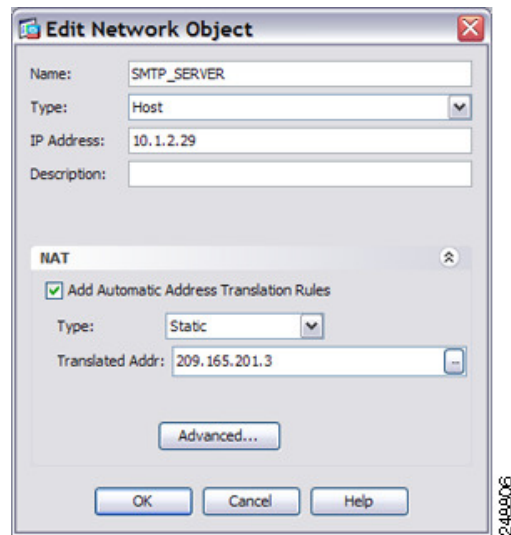 Edit Network Object
Name: SMTP_SERVER
Type: Host
IP Address: 10.1.2.29
Description:
NAT
Add Automatic Address Translation Rules
Type: Static
Translated Addr: 209.165.201.3
...
Advanced...
OK Cancel Help
248806